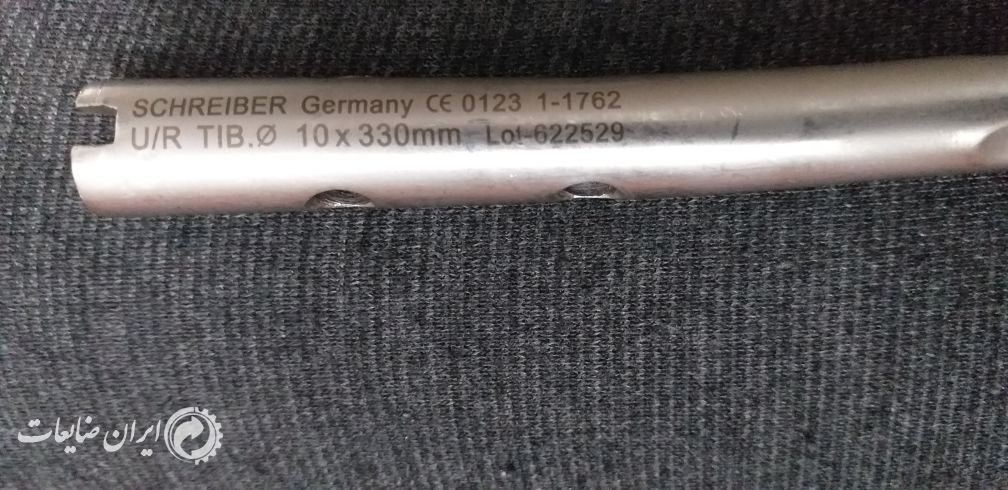 SCHREIBER Germany CE 0123 1-1762
U/R TIB.Ø 10 x 330mm Lot 622529
ایران ضایعات